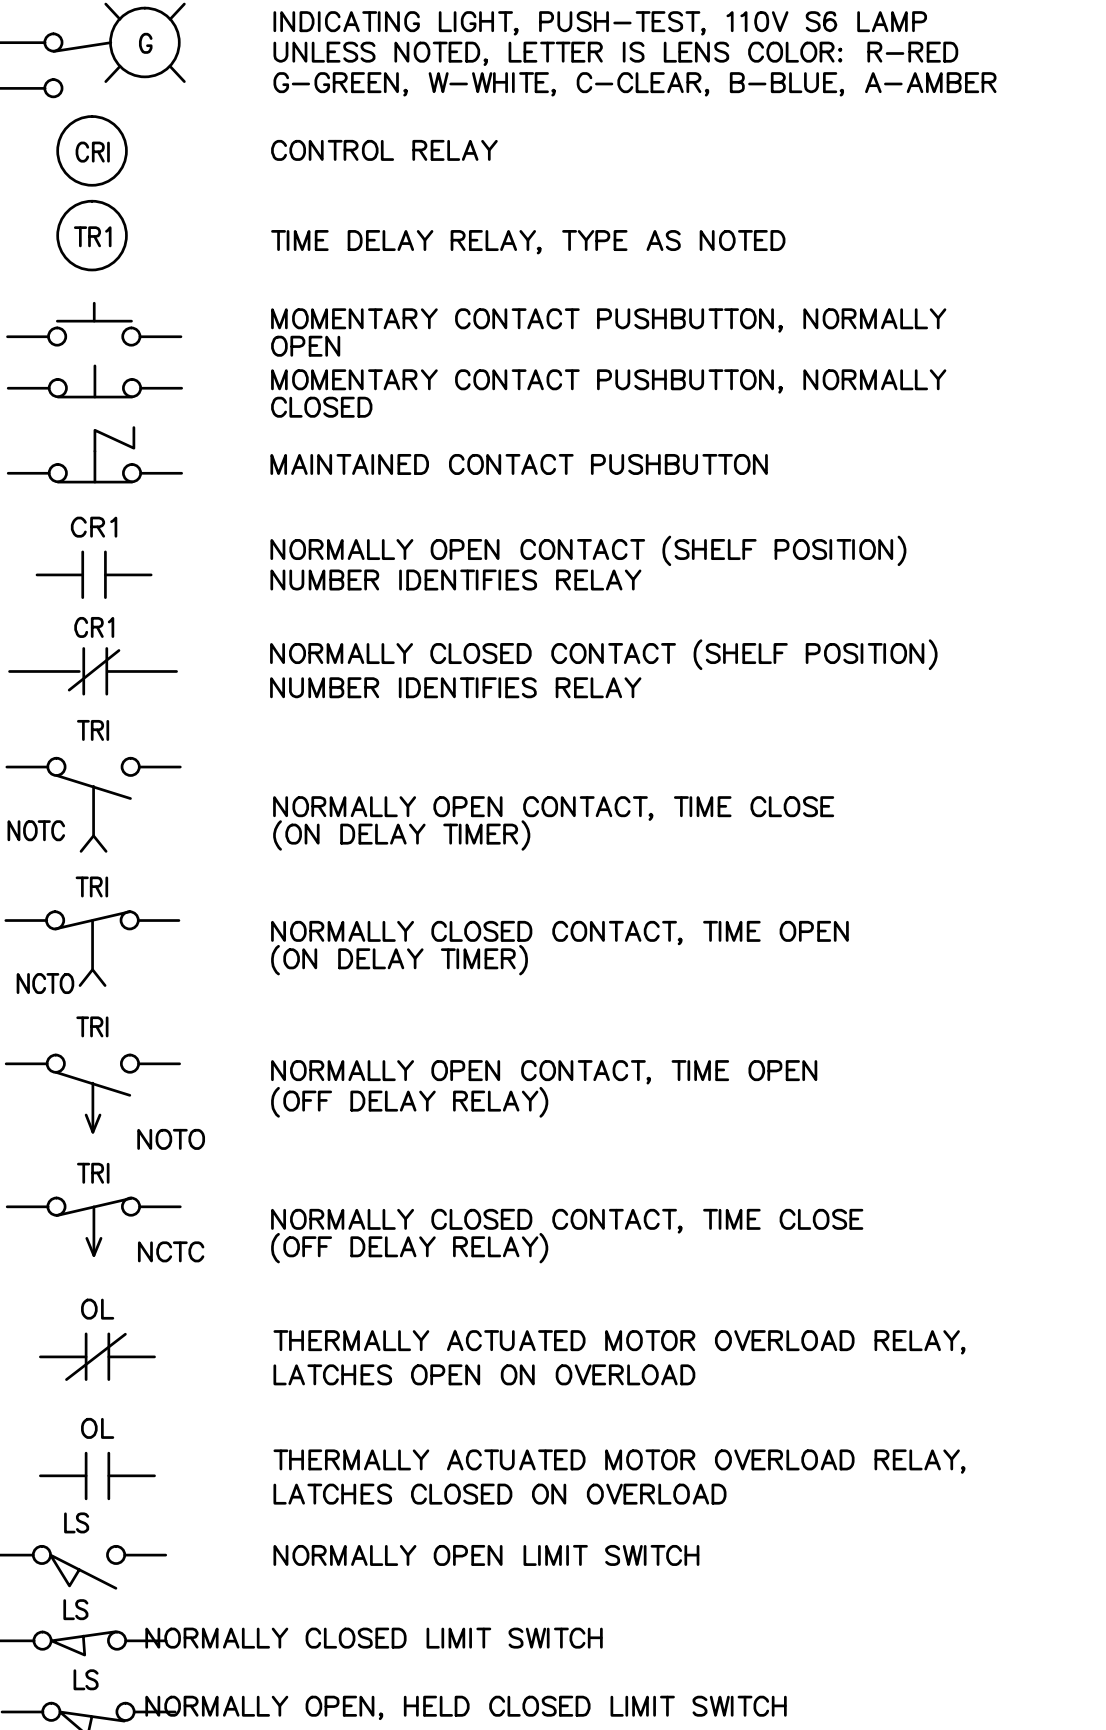 INDICATING LIGHT, PUSH-TEST, 110V S6 LAMP
G
UNLESS NOTED, LETTER IS LENS COLOR: R-RED
G-GREEN, W-WHITE, C-CLEAR, B-BLUE, A-AMBER
CRI CONTROL RELAY
TR1 TIME DELAY RELAY, TYPE AS NOTED
MOMENTARY CONTACT PUSHBUTTON, NORMALLY
OPEN
MOMENTARY CONTACT PUSHBUTTON, NORMALLY
CLOSED
MAINTAINED CONTACT PUSHBUTTON
CR1
NORMALLY OPEN CONTACT (SHELF POSITION)
NUMBER IDENTIFIES RELAY
CR1
NORMALLY CLOSED CONTACT (SHELF POSITION)
NUMBER IDENTIFIES RELAY
TRI
NORMALLY OPEN CONTACT, TIME CLOSE
NOTC
(ON DELAY TIMER)
TRI
NORMALLY CLOSED CONTACT, TIME OPEN
(ON DELAY TIMER)
NCTO
TRI
NORMALLY OPEN CONTACT, TIME OPEN
(OFF DELAY RELAY)
NOTO
TRI
NORMALLY CLOSED CONTACT, TIME CLOSE
(OFF DELAY RELAY)
NCTC
OL
THERMALLY ACTUATED MOTOR OVERLOAD RELAY,
LATCHES OPEN ON OVERLOAD
OL
THERMALLY ACTUATED MOTOR OVERLOAD RELAY,
LATCHES CLOSED ON OVERLOAD
LS
NORMALLY OPEN LIMIT SWITCH
LS
NORMALLY CLOSED LIMIT SWITCH
LS
NORMALLY OPEN, HELD CLOSED LIMIT SWITCH